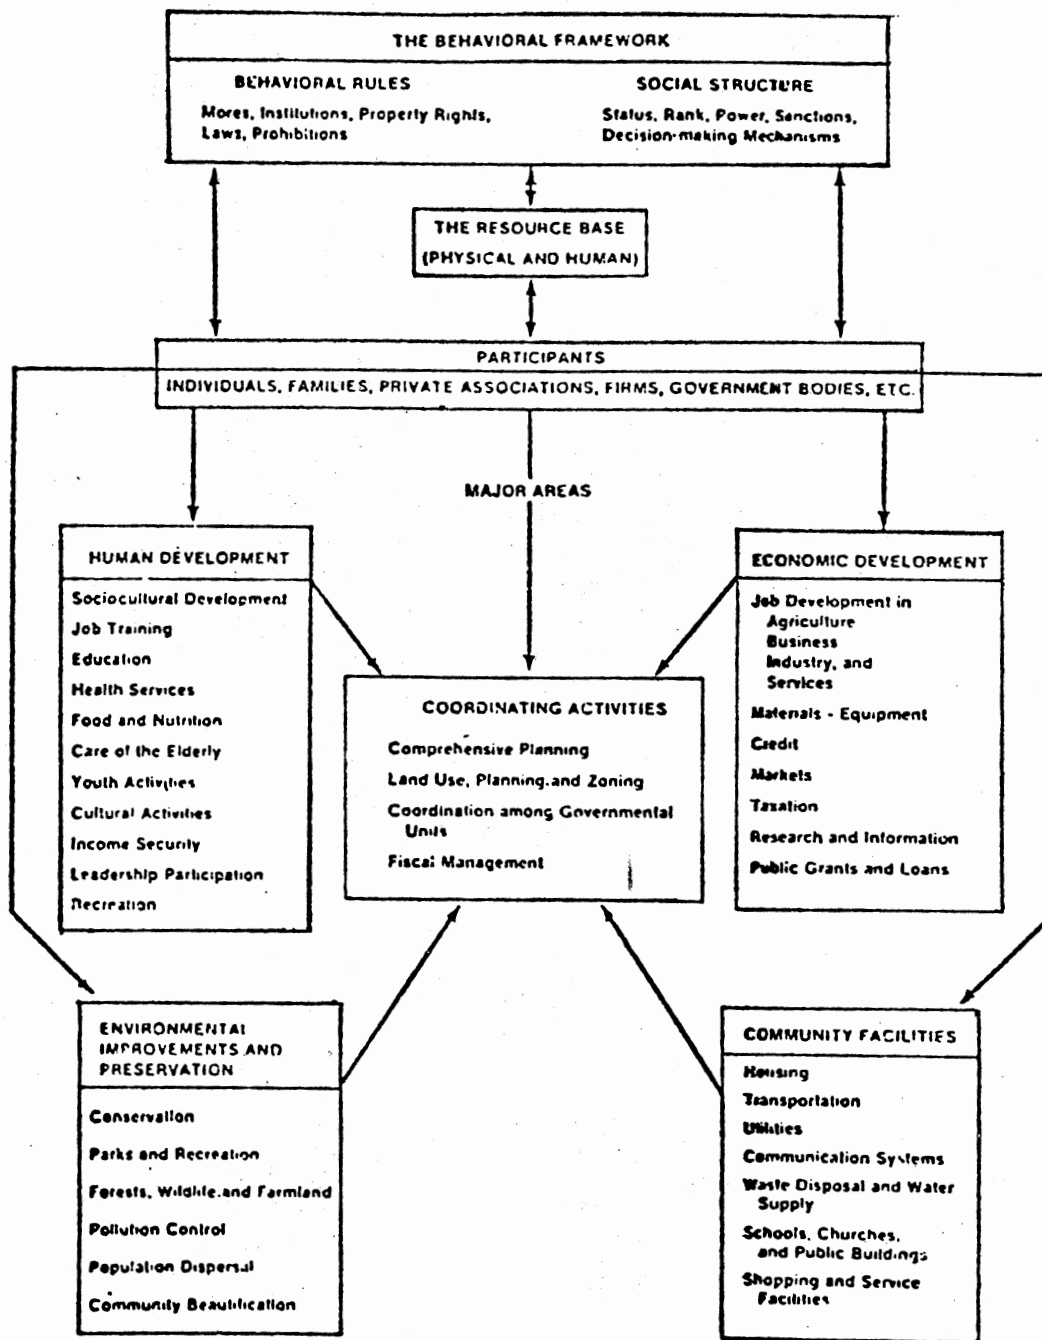 THE BEHAVIORAL FRAMEWORK
BEHAVIORAL RULES
Mores, Institutions, Property Rights,
Laws, Prohibitions
SOCIAL STRUCTURE
Status, Rank, Power, Sanctions,
Decision-making Mechanisms
THE RESOURCE BASE
(PHYSICAL AND HUMAN)
PARTICIPANTS
INDIVIDUALS, FAMILIES, PRIVATE ASSOCIATIONS, FIRMS, GOVERNMENT BODIES, ETC.
MAJOR AREAS
HUMAN DEVELOPMENT
Sociocultural Development
Job Training
Education
Health Services
Food and Nutrition
Care of the Elderly
Youth Activities
Cultural Activities
Income Security
Leadership Participation
Recreation
COORDINATING ACTIVITIES
Comprehensive Planning
Land Use, Planning and Zoning
Coordination among Governmental
Units
Fiscal Management
ECONOMIC DEVELOPMENT
Job Development in
Agriculture
Business
Industry, and
Services
Materials - Equipment
Credit
Markets
Taxation
Research and Information
Public Grants and Loans
ENVIRONMENTAL
IMPROVEMENTS AND
PRESERVATION
Conservation
Parks and Recreation
Forests, Wildlife and Farmland
Pollution Control
Population Dispersal
Community Beautification
COMMUNITY FACILITIES
Housing
Transportation
Utilities
Communication Systems
Waste Disposal and Water
Supply
Schools, Churches,
and Public Buildings
Shopping and Service
Facilities